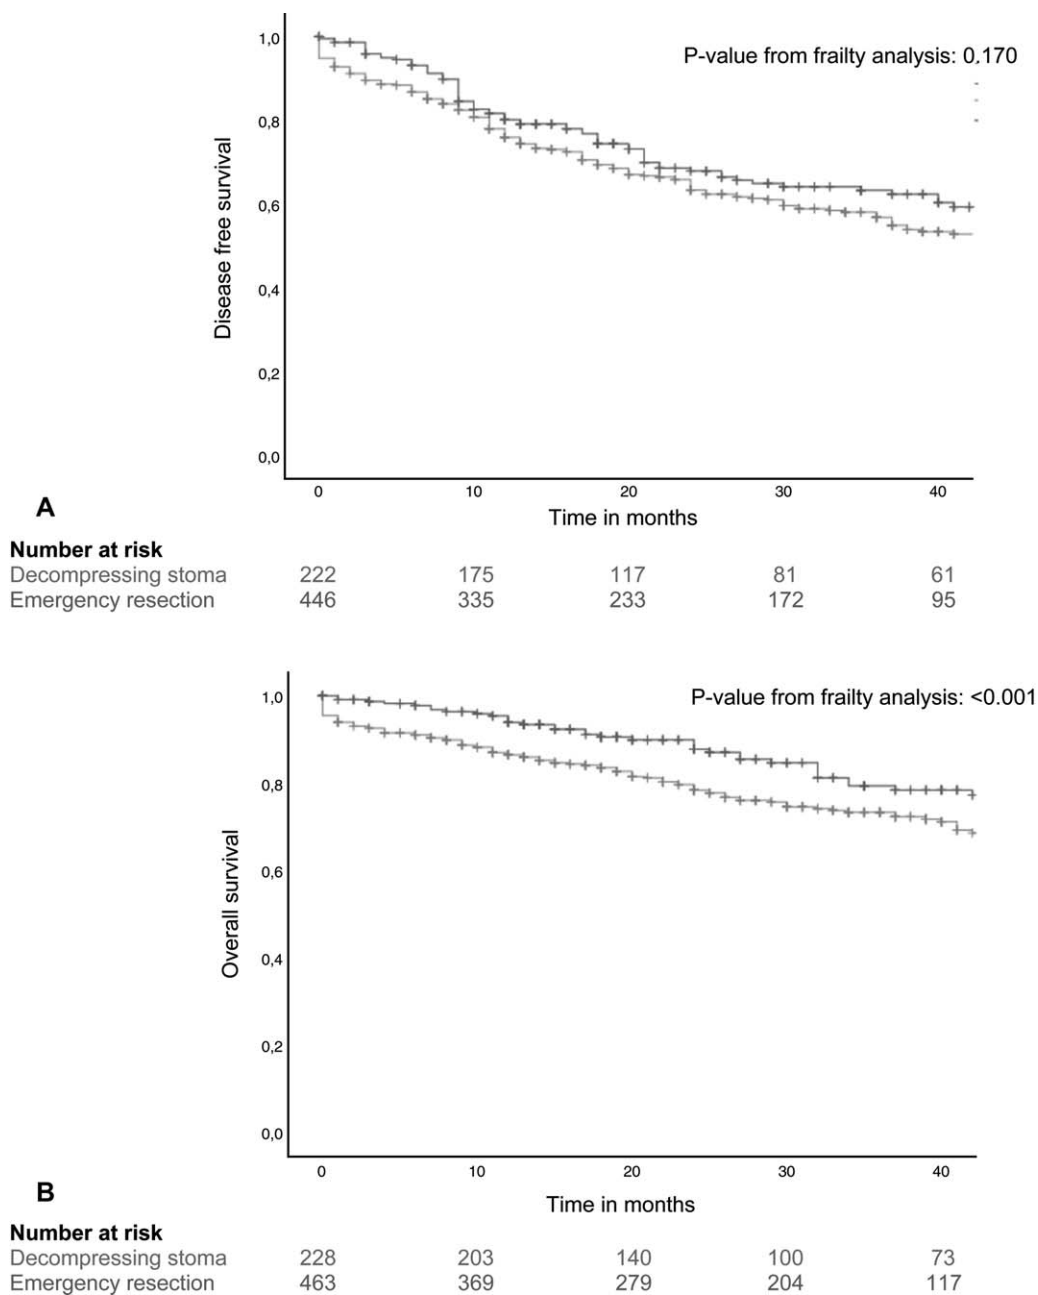 P-value from frailty analysis: 0.170
1,0
0,8
0,6
0,4
0,2
0,0
Disease free survival
0 10 20 30 40
Time in months
A
Number at risk
Decompressing stoma 222 175 117 81 61
Emergency resection 446 335 233 172 95
P-value from frailty analysis: <0.001
1,0
0,8
0,6
0,4
0,2
0,0
Overall survival
0 10 20 30 40
Time in months
B
Number at risk
Decompressing stoma 228 203 140 100 73
Emergency resection 463 369 279 204 117